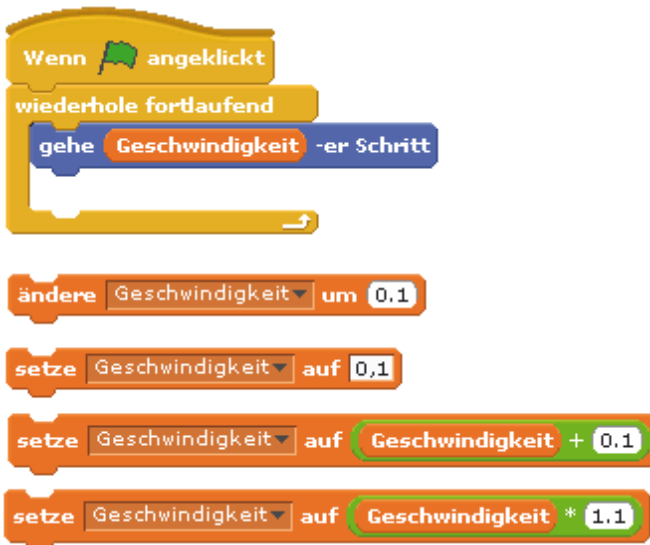 Wenn angeklickt
wiederhole fortlaufend
gehe Geschwindigkeit -er Schritt
ändere Geschwindigkeit um 0.1
setze Geschwindigkeit auf 0,1
setze Geschwindigkeit auf Geschwindigkeit + 0.1
setze Geschwindigkeit auf Geschwindigkeit * 1.1